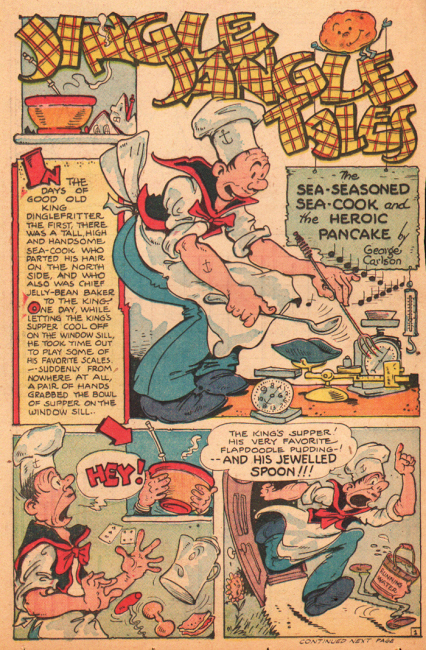 DINGLE
JANGLE
TALES
The
SEA-SEASONED
SEA-COOK and
the HEROIC
PANCAKE by
George
Carlson
IN THE
DAYS OF
GOOD OLD
KING
DINGLEFRITTER
THE FIRST, THERE
WAS A TALL, HIGH
AND HANDSOME
SEA-COOK WHO
PARTED HIS HAIR
ON THE NORTH
SIDE, AND WHO
ALSO WAS CHIEF
JELLY-BEAN BAKER
TO THE KING.
ONE DAY, WHILE
LETTING THE KING'S
SUPPER COOL OFF
ON THE WINDOW SILL,
HE TOOK TIME OUT
TO PLAY SOME OF
HIS FAVORITE SCALES.
--SUDDENLY FROM
NOWHERE AT ALL,
A PAIR OF HANDS
GRABBED THE BOWL
OF SUPPER ON THE
WINDOW SILL..
HEY!
THE KING'S SUPPER!
HIS VERY FAVORITE
FLAPDOODLE PUDDING-!
--AND HIS JEWELLED
SPOON!!!
RUNNING
WATER
1
CONTINUED NEXT PAGE